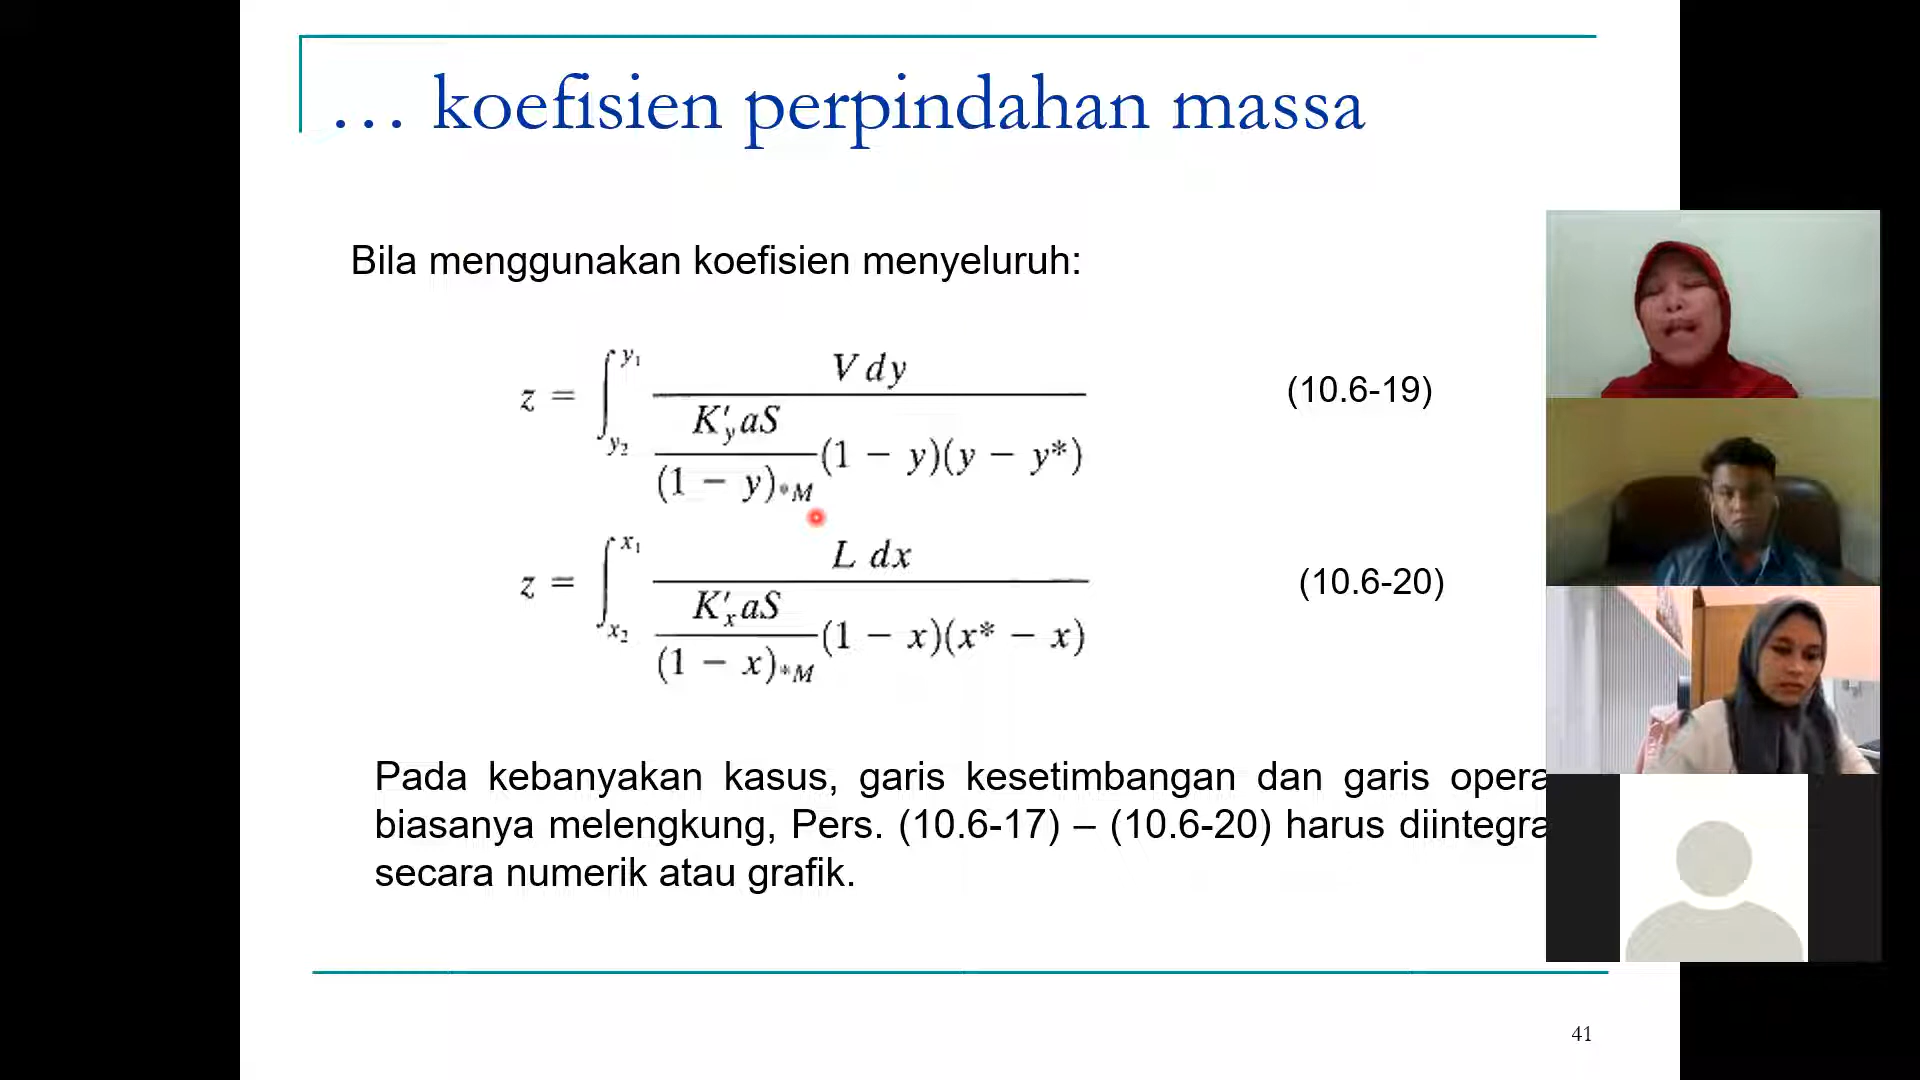 … koefisien perpindahan massa
Bila menggunakan koefisien menyeluruh:
z = ∫_{y₂}^{y₁} V dy / [K′_y aS / (1 − y)_{*M} (1 − y)(y − y*)] (10.6-19)
z = ∫_{x₂}^{x₁} L dx / [K′_x aS / (1 − x)_{*M} (1 − x)(x* − x)] (10.6-20)
Pada kebanyakan kasus, garis kesetimbangan dan garis opera
biasanya melengkung, Pers. (10.6-17) – (10.6-20) harus diintegra
secara numerik atau grafik.
41